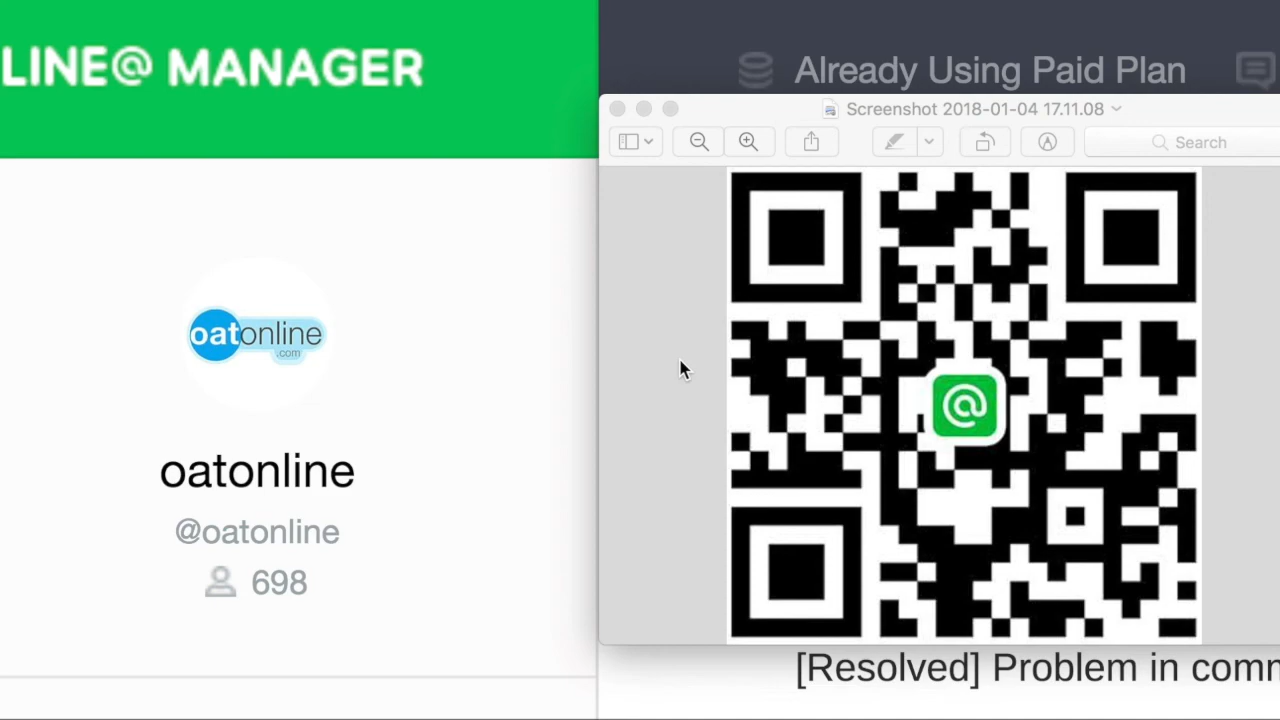 LINE@ MANAGER
oatonline
.com
oatonline
@oatonline
698
Already Using Paid Plan
Screenshot 2018-01-04 17.11.08
Search
@
[Resolved] Problem in